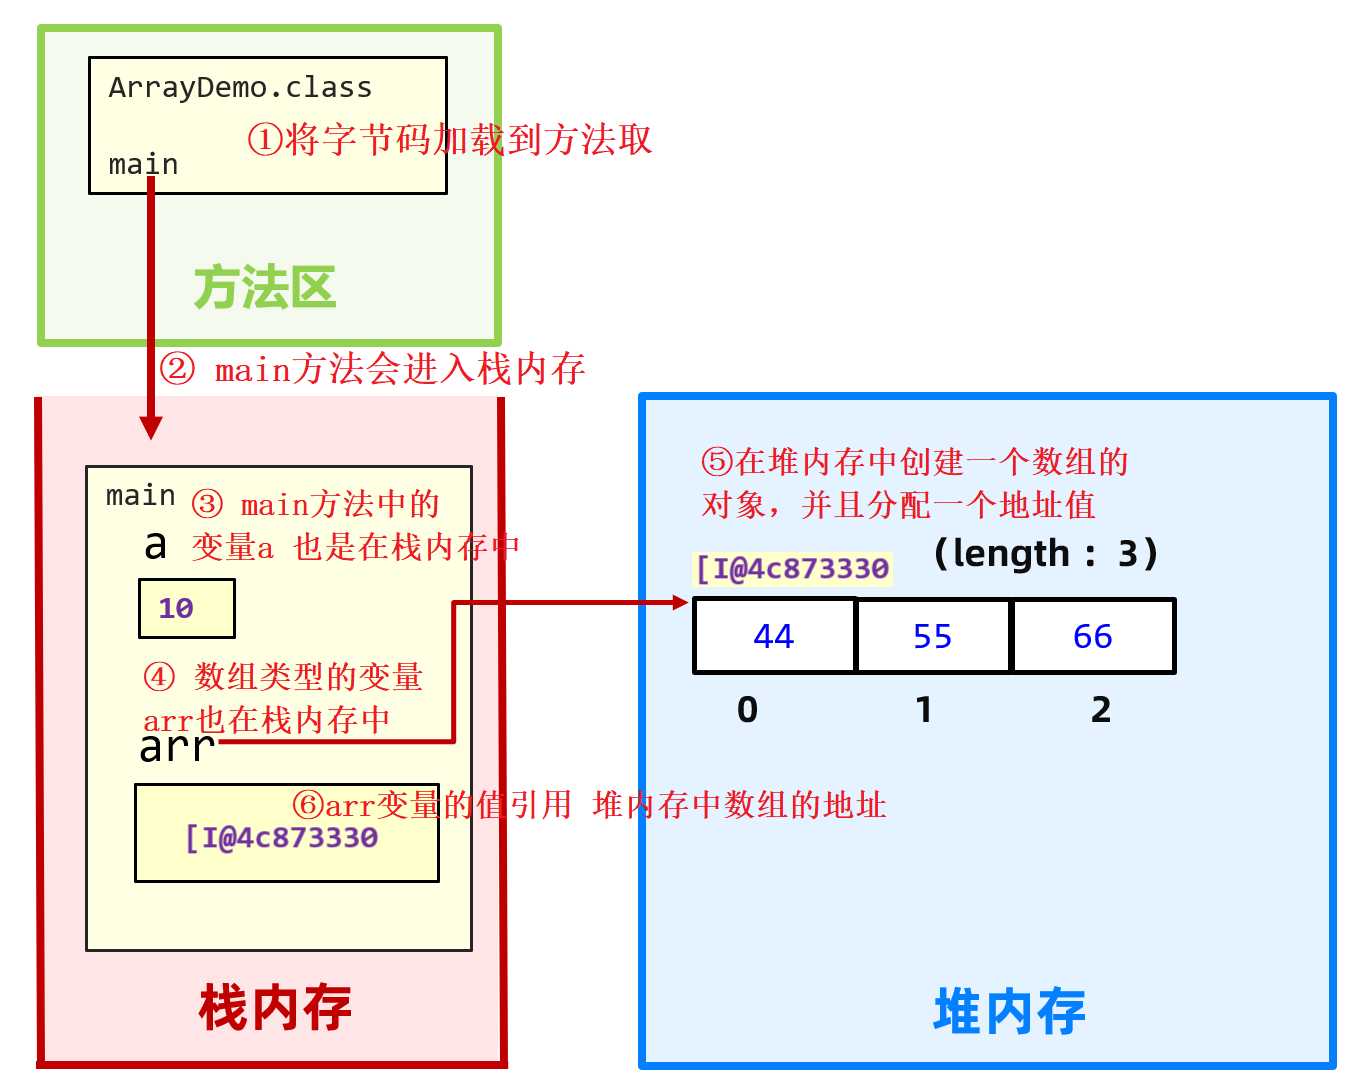 ArrayDemo.class
①将字节码加载到方法取
main
方法区
② main方法会进入栈内存
main
③ main方法中的
变量a 也是在栈内存中
a
10
④ 数组类型的变量
arr也在栈内存中
arr
⑥arr变量的值引用 堆内存中数组的地址
[I@4c873330
栈内存
⑤在堆内存中创建一个数组的
对象，并且分配一个地址值
[I@4c873330
(length：3)
44 55 66
0 1 2
堆内存